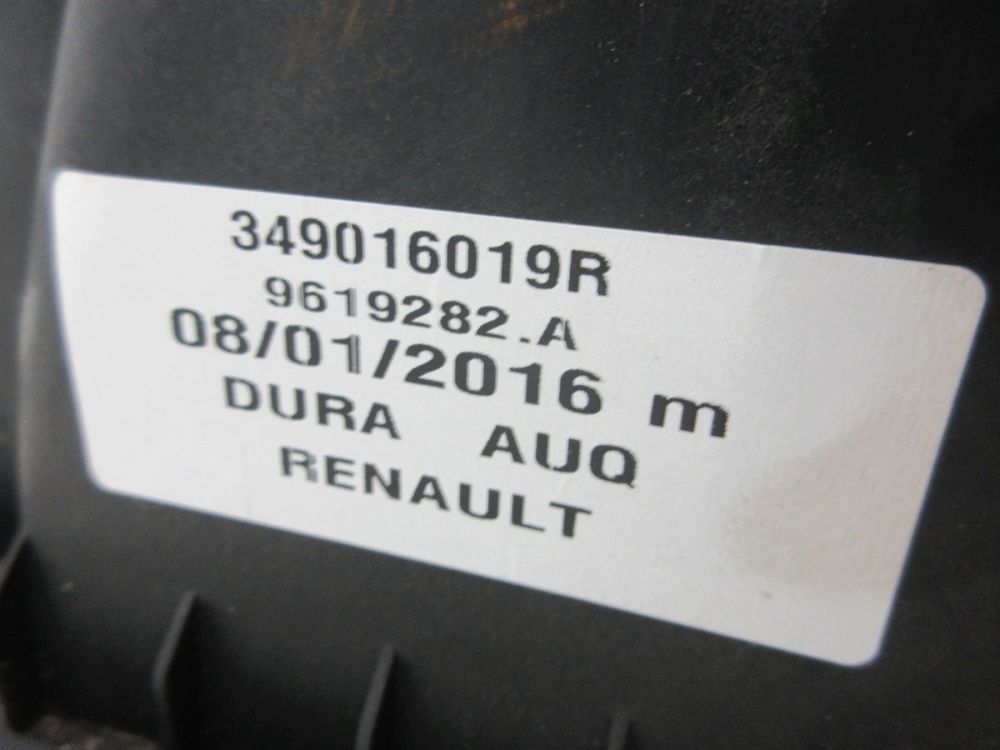 349016019R
9619282.A
08/01/2016 m
DURA AUQ
RENAULT